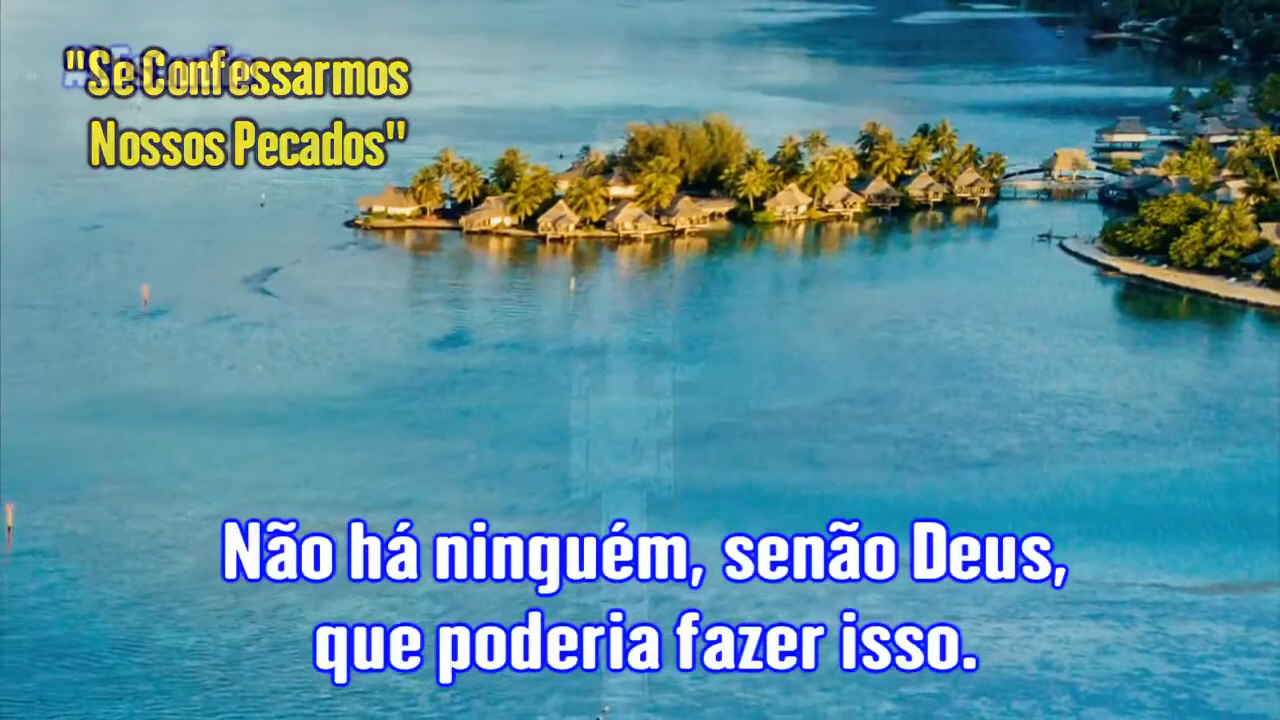 "Se Confessarmos
Nossos Pecados"
Não há ninguém, senão Deus,
que poderia fazer isso.